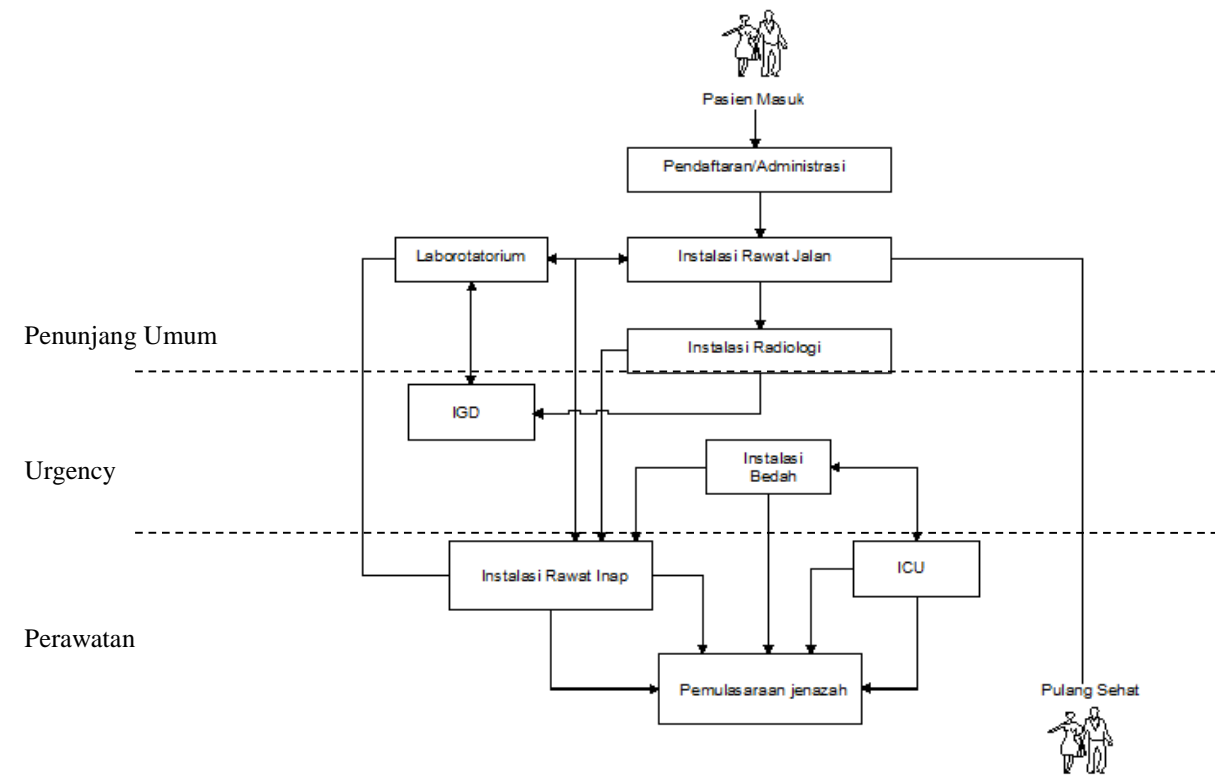 Pasien Masuk
Pendaftaran/Administrasi
Laborotatorium
Instalasi Rawat Jalan
Penunjang Umum
Instalasi Radiologi
IGD
Urgency
Instalasi
Bedah
Instalasi Rawat Inap
ICU
Perawatan
Pemulasaraan jenazah
Pulang Sehat